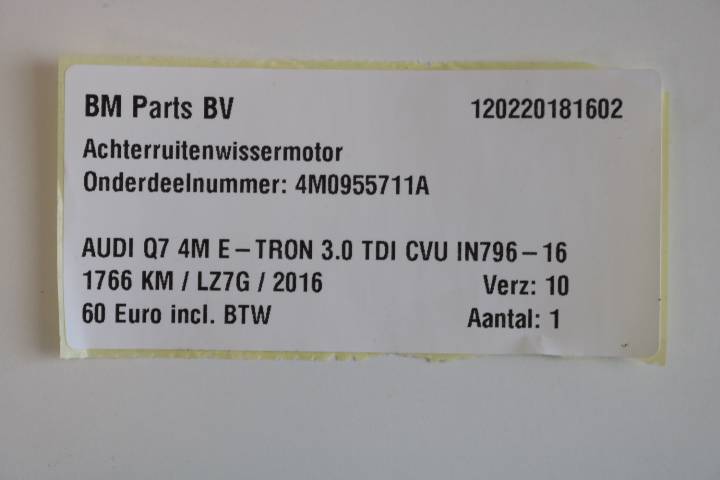 BM Parts BV 120220181602
Achterruitenwissermotor
Onderdeelnummer: 4M0955711A
AUDI Q7 4M E-TRON 3.0 TDI CVU IN796-16
1766 KM / LZ7G / 2016 Verz: 10
60 Euro incl. BTW Aantal: 1